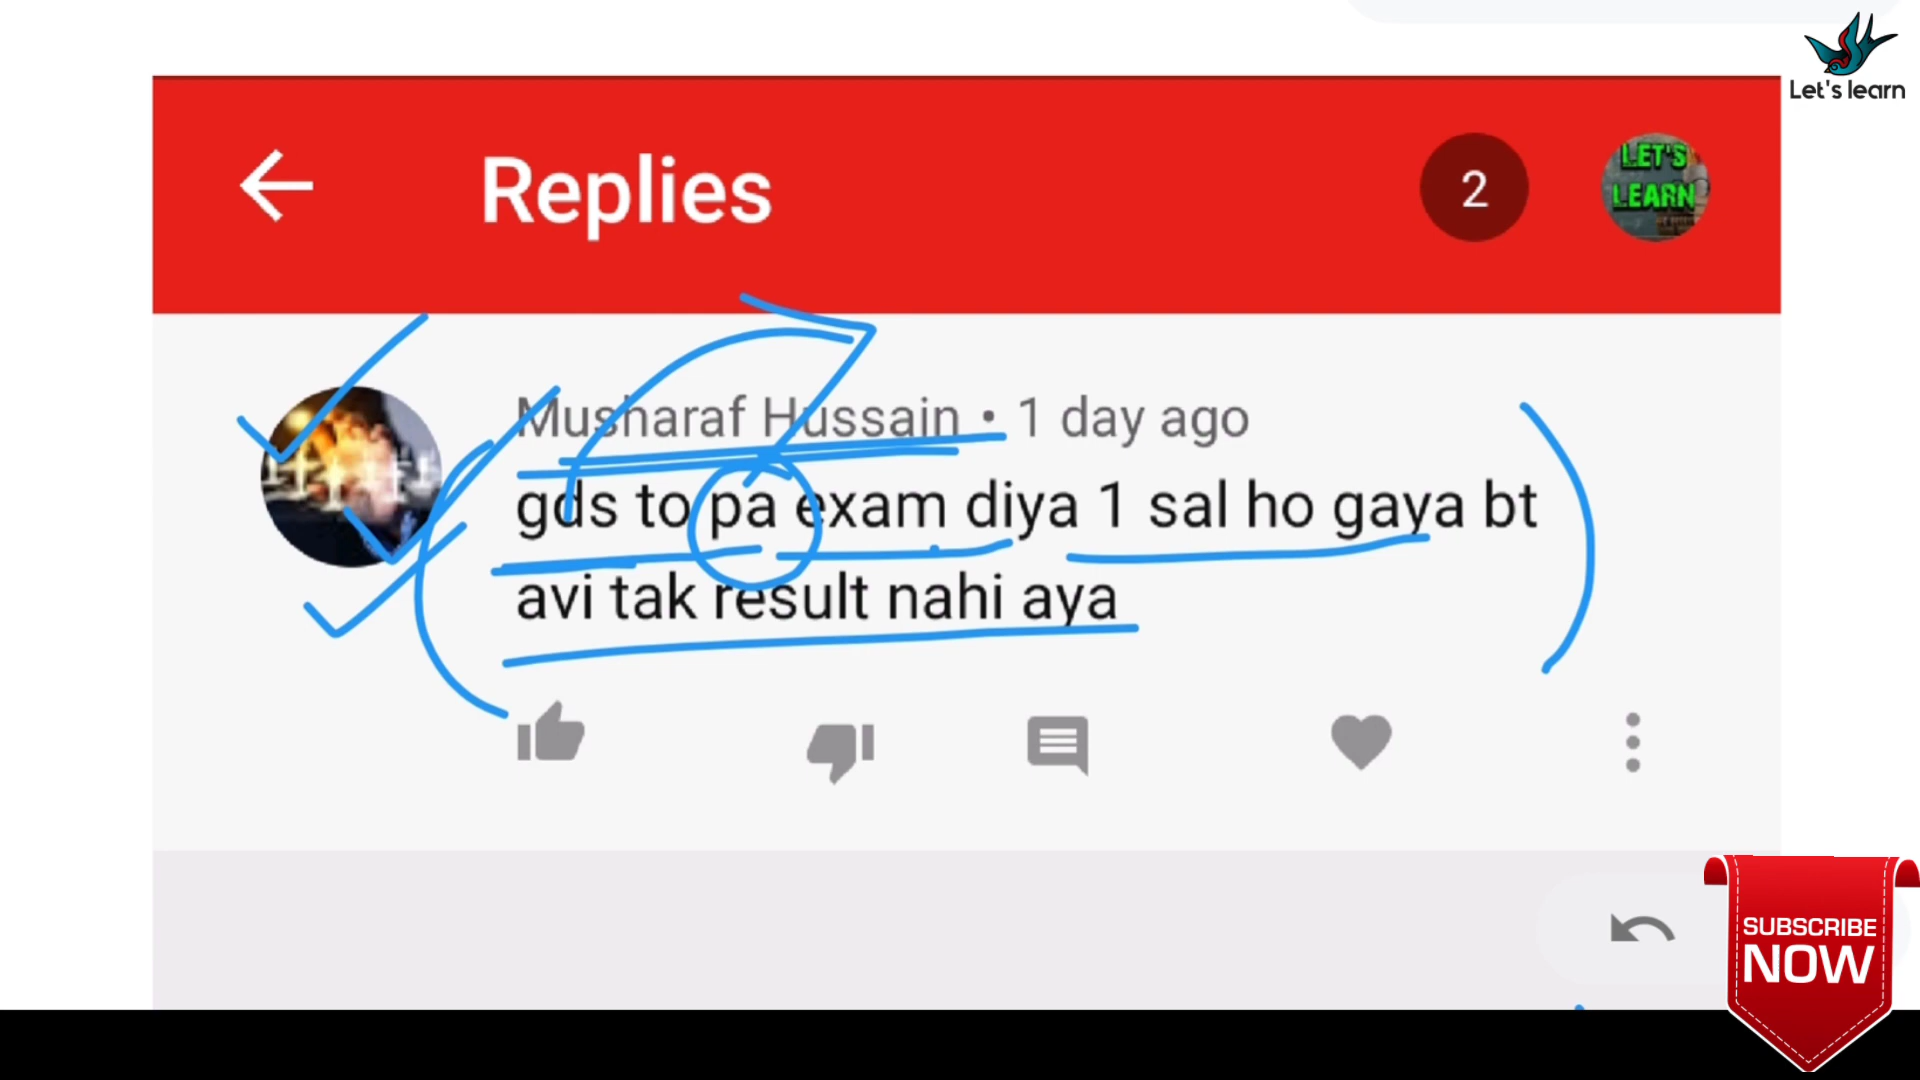 Let's learn
Replies
2
LET'S
LEARN
Musharaf Hussain • 1 day ago
gds to pa exam diya 1 sal ho gaya bt
avi tak result nahi aya
SUBSCRIBE
NOW